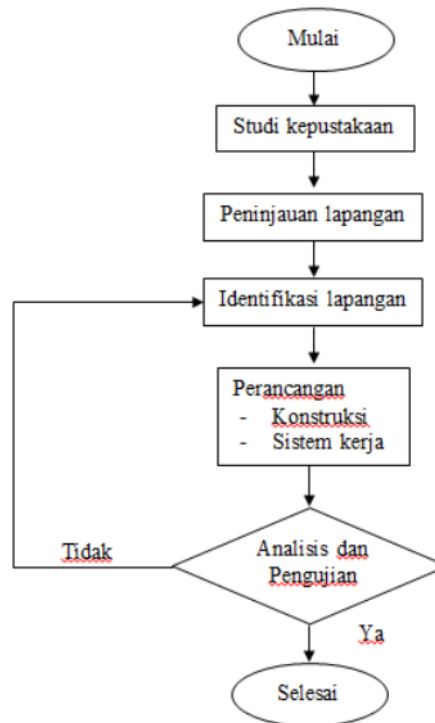 Mulai
Studi kepustakaan
Peninjauan lapangan
Identifikasi lapangan
Perancangan
- Konstruksi
- Sistem kerja
Analisis dan
Pengujian
Tidak
Ya
Selesai